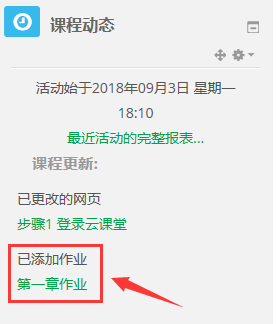 课程动态
活动始于2018年09月3日 星期一
18:10
最近活动的完整报表...
课程更新:
已更改的网页
步骤1 登录云课堂
已添加作业
第一章作业